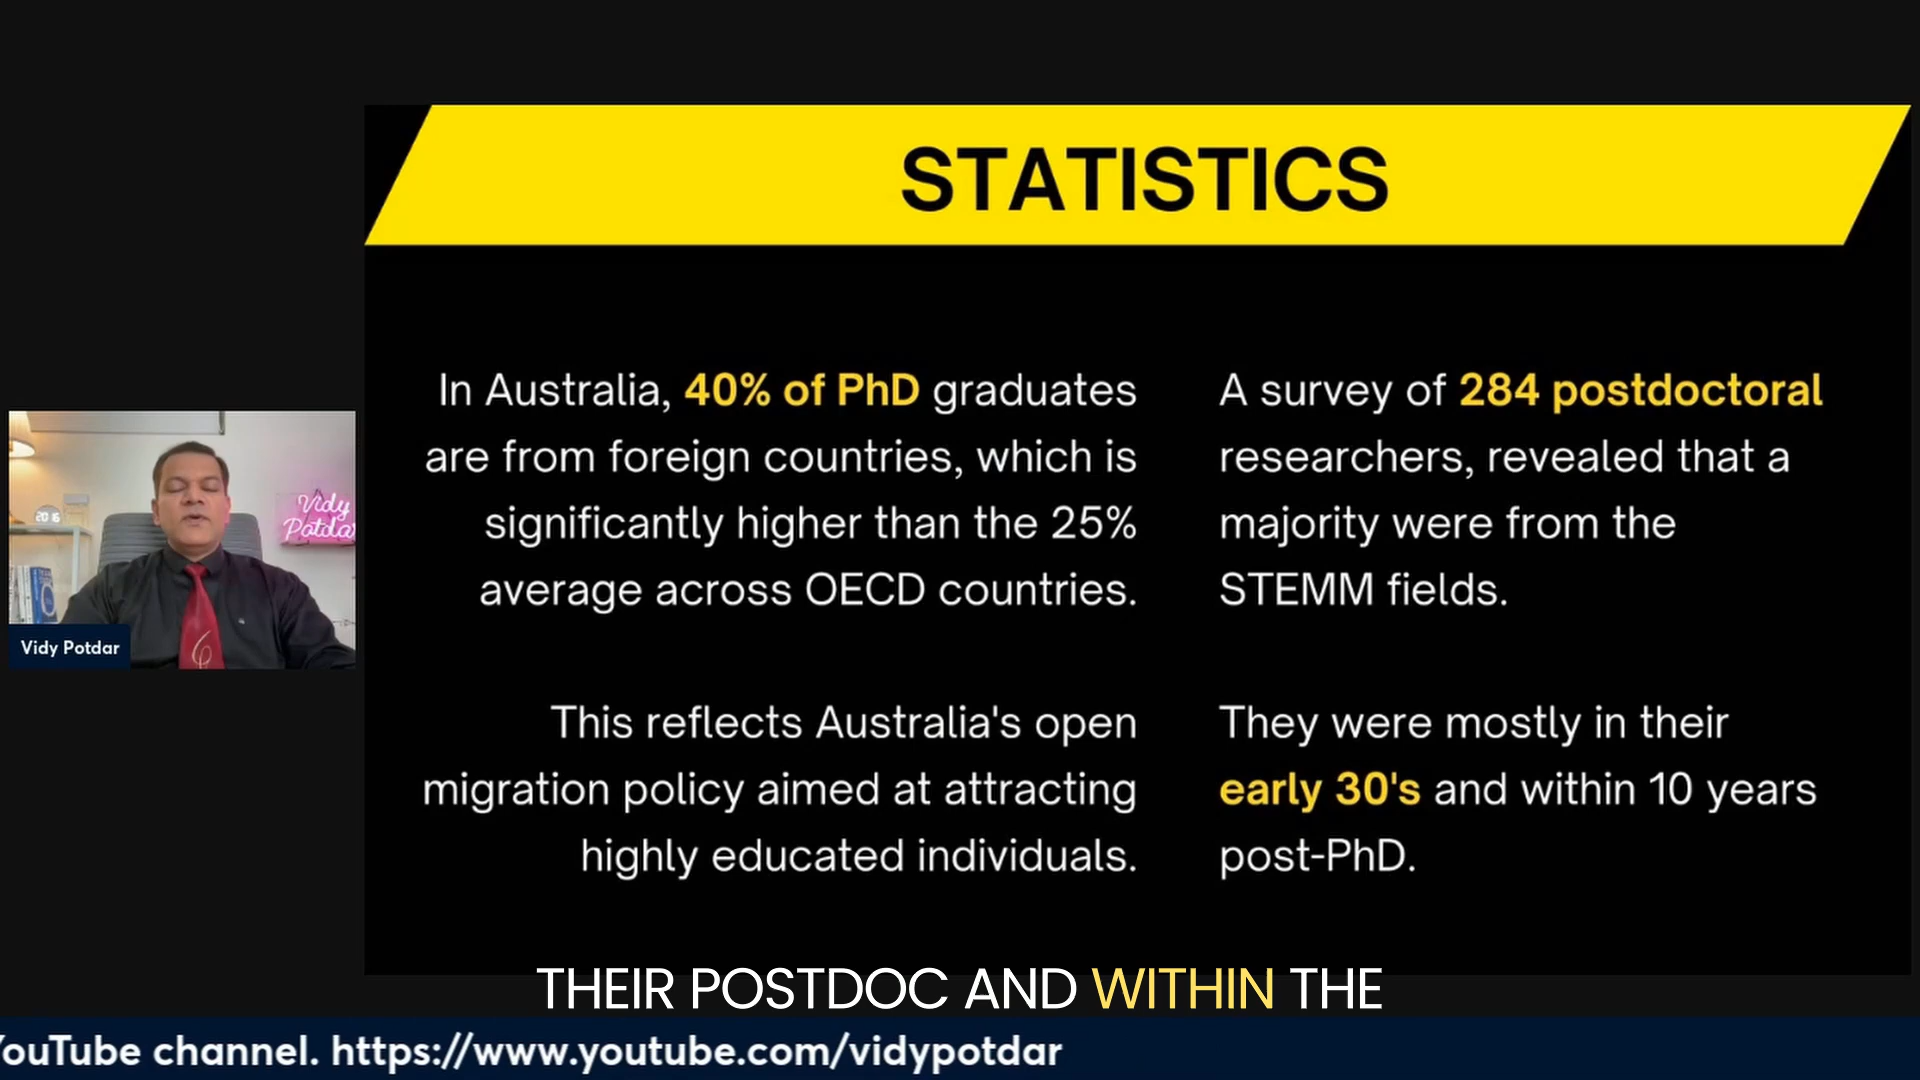 STATISTICS
In Australia, 40% of PhD graduates
are from foreign countries, which is
significantly higher than the 25%
average across OECD countries.
This reflects Australia's open
migration policy aimed at attracting
highly educated individuals.
A survey of 284 postdoctoral
researchers, revealed that a
majority were from the
STEMM fields.
They were mostly in their
early 30's and within 10 years
post-PhD.
Vidy
Potdar
Vidy Potdar
THEIR POSTDOC AND WITHIN THE
YouTube channel. https://www.youtube.com/vidypotdar